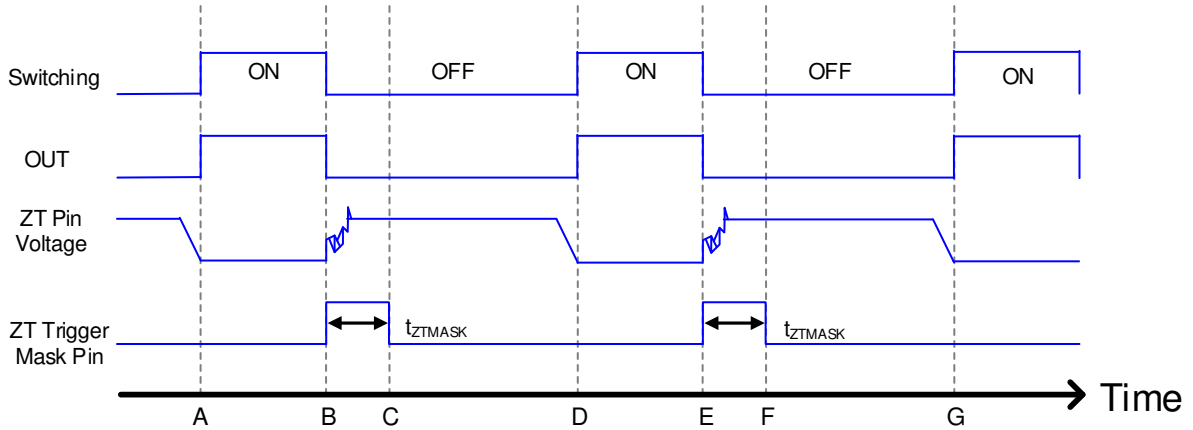 Switching
ON
OFF
ON
OFF
ON
OUT
ZT Pin
Voltage
ZT Trigger
Mask Pin
tZTMASK
tZTMASK
Time
A
B
C
D
E
F
G